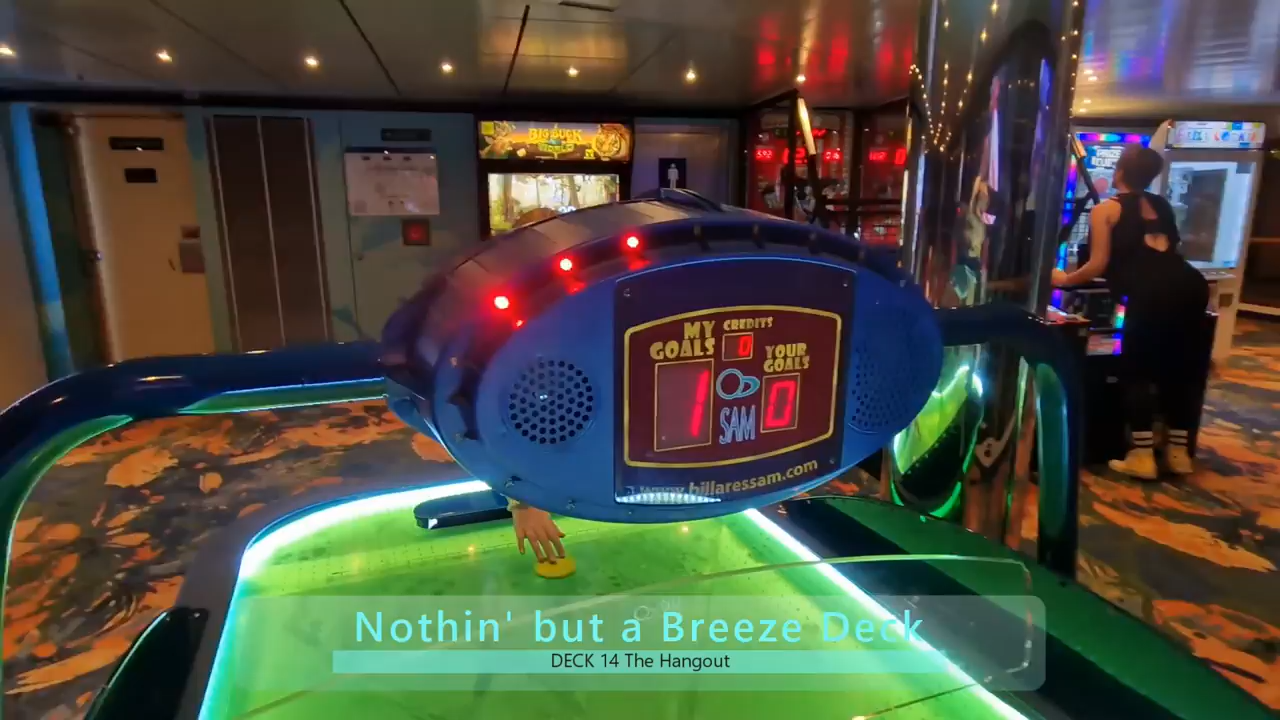 BIG BUCK
WORLD
MY
GOALS
CREDITS
0
YOUR
GOALS
1
0
SAM
www.billaressam.com
Nothin' but a Breeze Deck
DECK 14 The Hangout